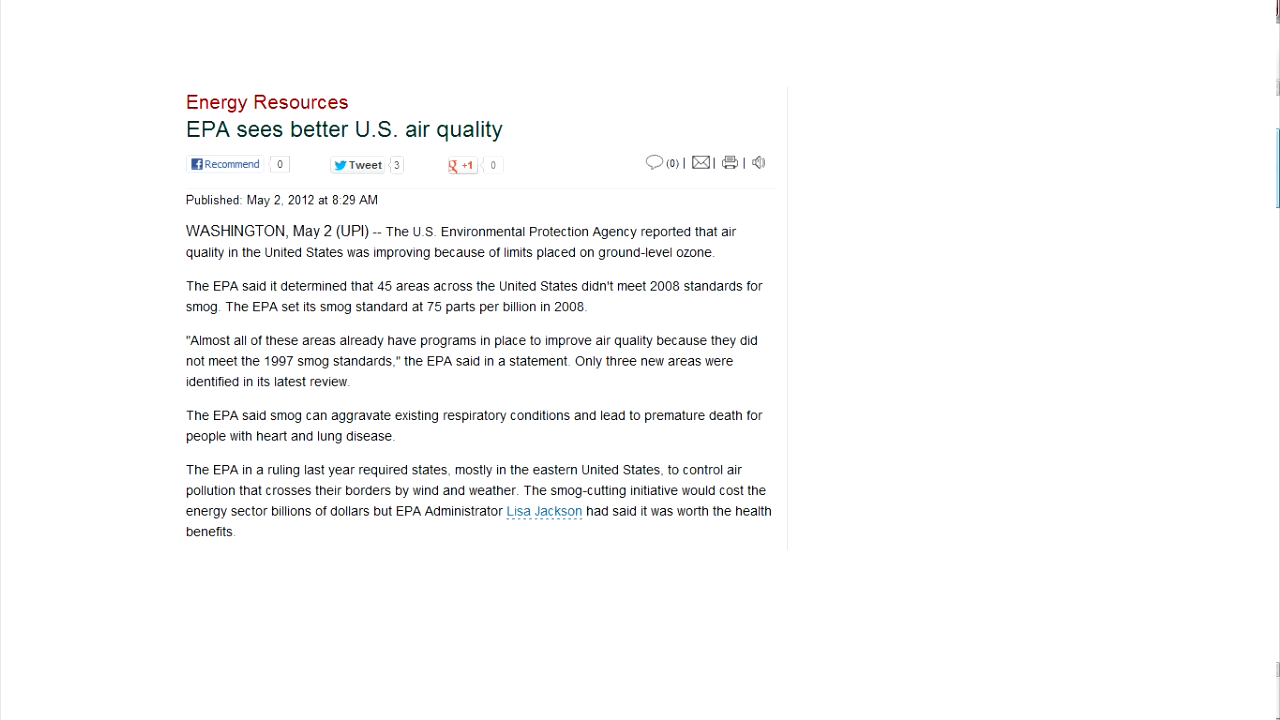 Energy Resources
EPA sees better U.S. air quality
Recommend 0 Tweet 3 g +1 0 (0) | | |
Published: May 2, 2012 at 8:29 AM
WASHINGTON, May 2 (UPI) -- The U.S. Environmental Protection Agency reported that air
quality in the United States was improving because of limits placed on ground-level ozone.
The EPA said it determined that 45 areas across the United States didn't meet 2008 standards for
smog. The EPA set its smog standard at 75 parts per billion in 2008.
"Almost all of these areas already have programs in place to improve air quality because they did
not meet the 1997 smog standards," the EPA said in a statement. Only three new areas were
identified in its latest review.
The EPA said smog can aggravate existing respiratory conditions and lead to premature death for
people with heart and lung disease.
The EPA in a ruling last year required states, mostly in the eastern United States, to control air
pollution that crosses their borders by wind and weather. The smog-cutting initiative would cost the
energy sector billions of dollars but EPA Administrator Lisa Jackson had said it was worth the health
benefits.